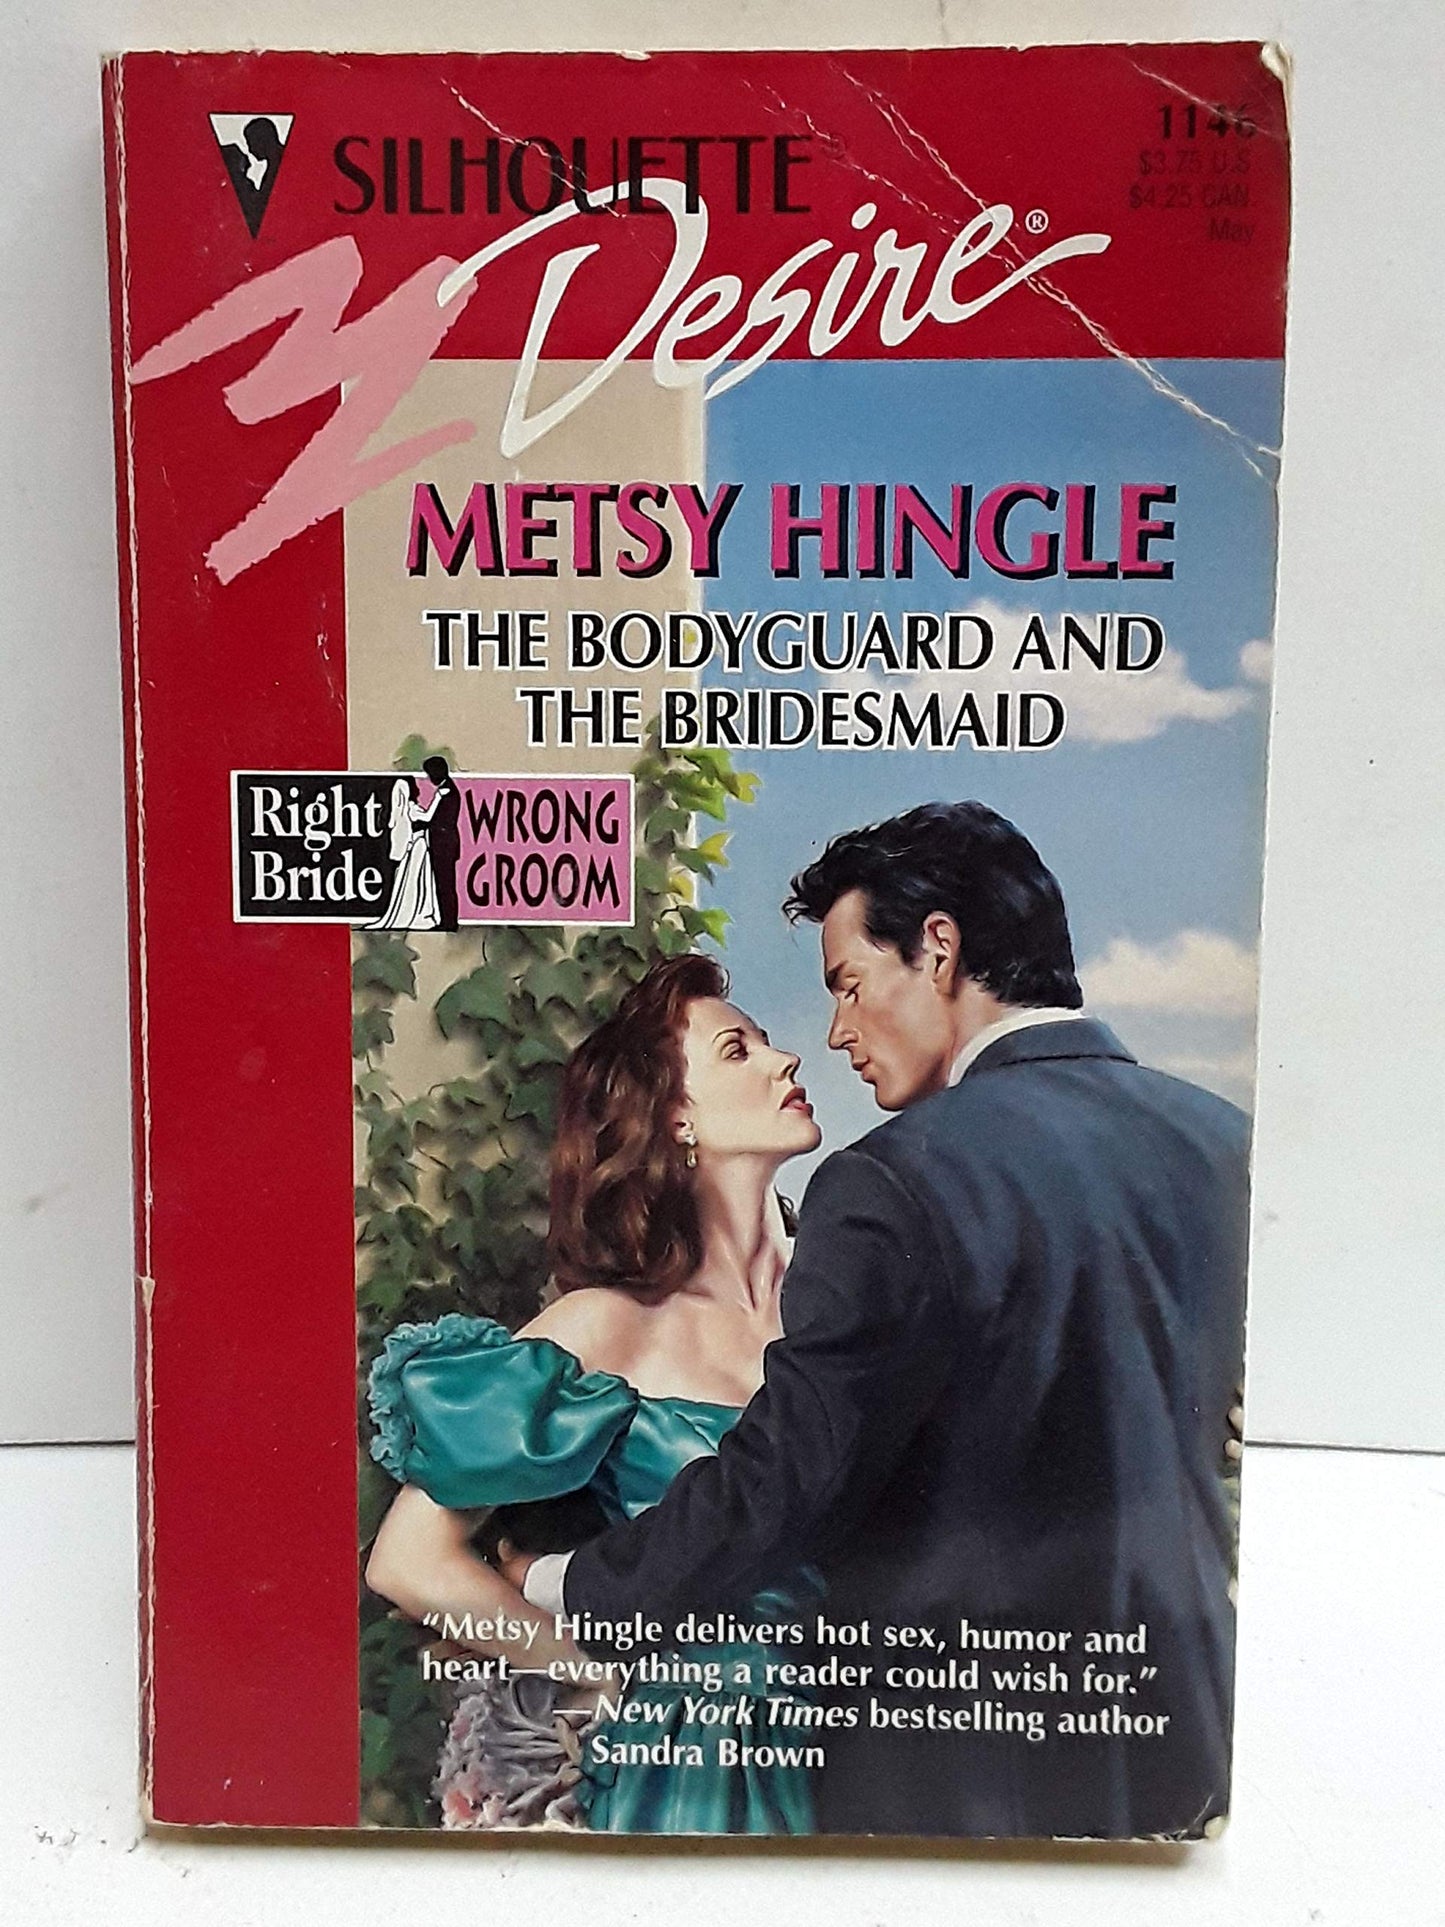 SILHOUETTE®
Desire®
1146
$3.75 U.S.
$4.25 CAN.
May
METSY HINGLE
THE BODYGUARD AND
THE BRIDESMAID
Right
Bride
WRONG
GROOM
“Metsy Hingle delivers hot sex, humor and
heart—everything a reader could wish for.”
—New York Times bestselling author
Sandra Brown